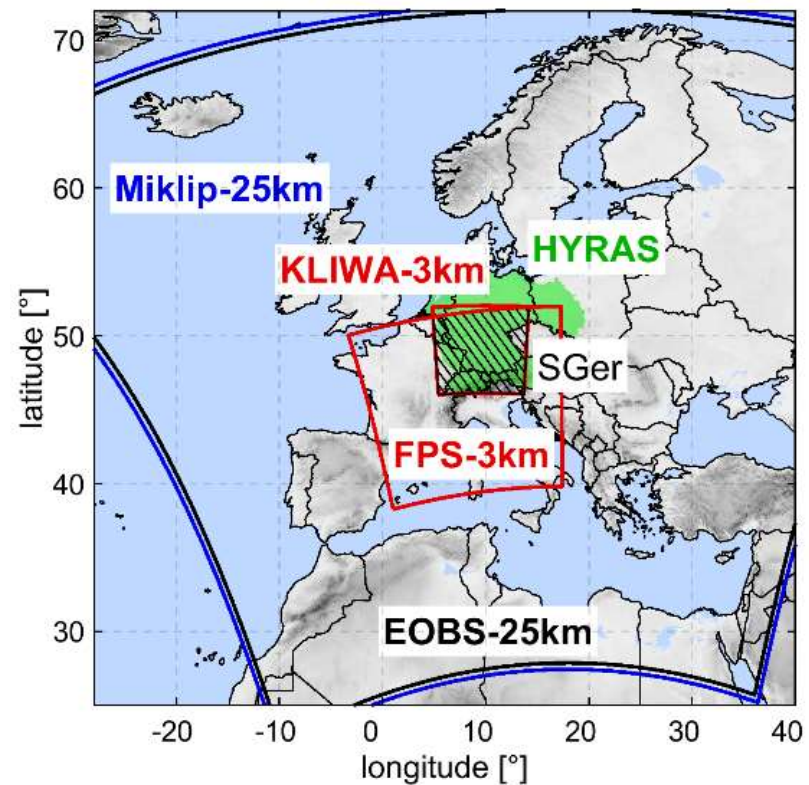 70
60
50
40
30
latitude [°]
Miklip-25km
HYRAS
KLIWA-3km
SGer
FPS-3km
EOBS-25km
-20 -10 0 10 20 30 40
longitude [°]